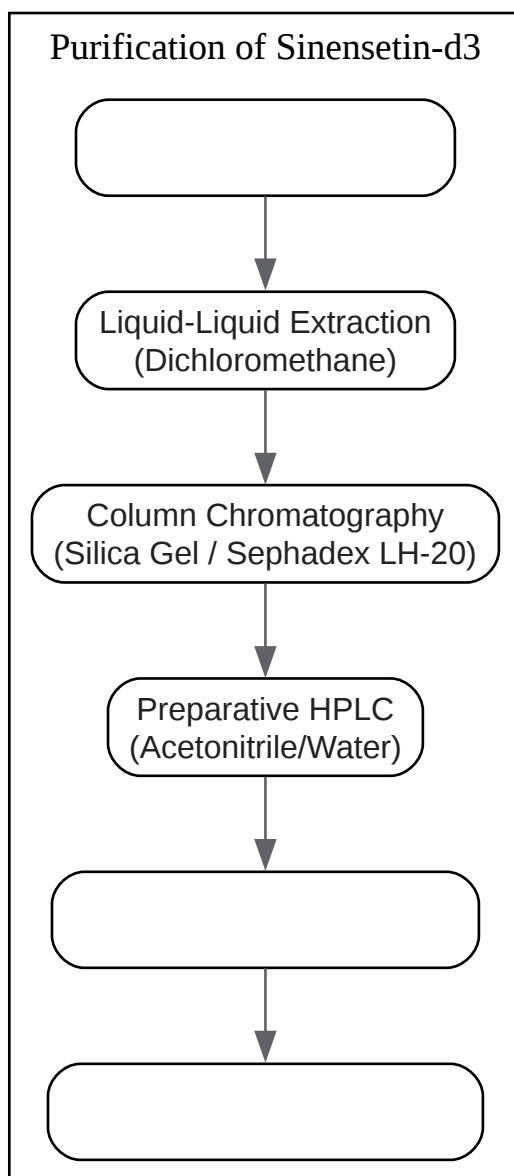 Purification of Sinensetin-d3
Liquid-Liquid Extraction
(Dichloromethane)
Column Chromatography
(Silica Gel / Sephadex LH-20)
Preparative HPLC
(Acetonitrile/Water)